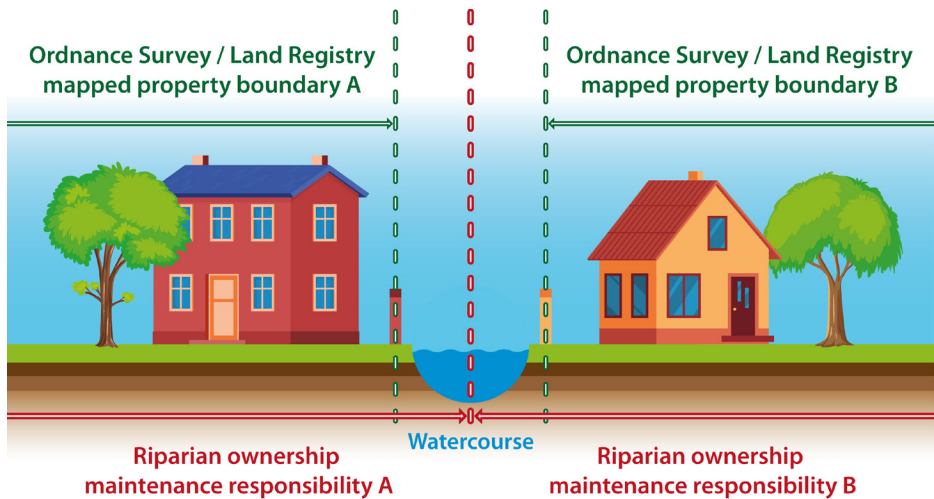 Ordnance Survey / Land Registry
mapped property boundary A
Ordnance Survey / Land Registry
mapped property boundary B
Watercourse
Riparian ownership
maintenance responsibility A
Riparian ownership
maintenance responsibility B